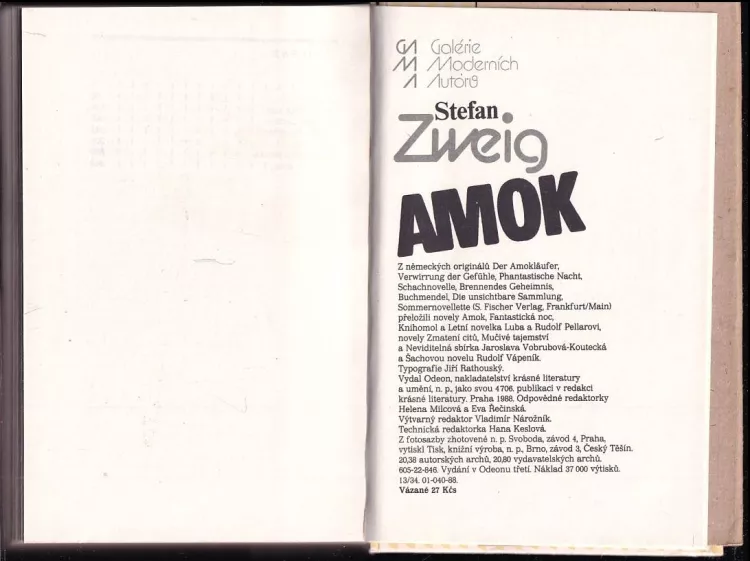 GM Galérie
M Moderních
A Autorů
Stefan
Zweig
AMOK
Z německých originálů Der Amokläufer,
Verwirrung der Gefühle, Phantastische Nacht,
Schachnovelle, Brennendes Geheimnis,
Buchmendel, Die unsichtbare Sammlung,
Sommernovellette (S. Fischer Verlag, Frankfurt/Main)
přeložili novely Amok, Fantastická noc,
Knihomol a Letní novelka Luba a Rudolf Pellarovi,
novely Zmatení citů, Mučivé tajemství
a Neviditelná sbírka Jaroslava Vobrubová-Koutecká
a Šachovou novelu Rudolf Vápeník.
Typografie Jiří Rathouský.
Vydal Odeon, nakladatelství krásné literatury
a umění, n. p., jako svou 4706. publikaci v redakci
krásné literatury. Praha 1988. Odpovědné redaktorky
Helena Milcová a Eva Řečinská.
Výtvarný redaktor Vladimír Nárožník.
Technická redaktorka Hana Keslová.
Z fotosazby zhotovené n. p. Svoboda, závod 4, Praha,
vytiskl Tisk, knižní výroba, n. p., Brno, závod 3, Český Těšín.
20,38 autorských archů, 20,80 vydavatelských archů.
605-22-846. Vydání v Odeonu třetí. Náklad 37 000 výtisků.
13/34. 01-040-88.
Vázané 27 Kčs